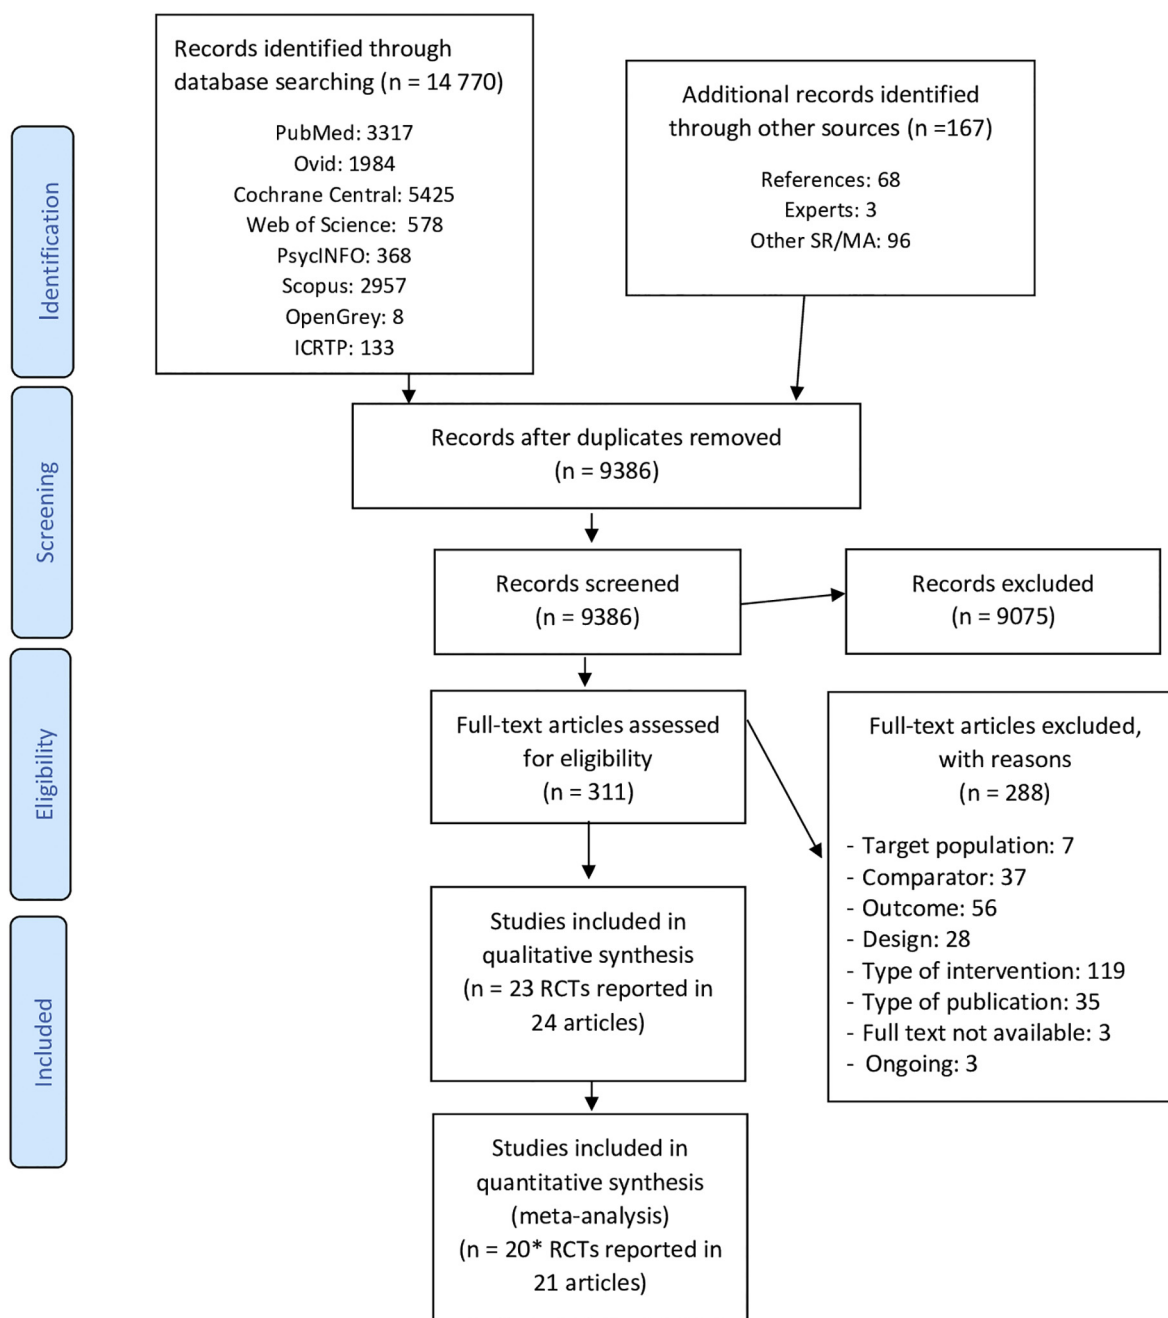 Records identified through
database searching (n = 14 770)
PubMed: 3317
Ovid: 1984
Cochrane Central: 5425
Web of Science: 578
PsycINFO: 368
Scopus: 2957
OpenGrey: 8
ICRTP: 133
Additional records identified
through other sources (n =167)
References: 68
Experts: 3
Other SR/MA: 96
Identification
Records after duplicates removed
(n = 9386)
Screening
Records screened
(n = 9386)
Records excluded
(n = 9075)
Eligibility
Full-text articles assessed
for eligibility
(n = 311)
Full-text articles excluded,
with reasons
(n = 288)
- Target population: 7
- Comparator: 37
- Outcome: 56
- Design: 28
- Type of intervention: 119
- Type of publication: 35
- Full text not available: 3
- Ongoing: 3
Included
Studies included in
qualitative synthesis
(n = 23 RCTs reported in
24 articles)
Studies included in
quantitative synthesis
(meta-analysis)
(n = 20* RCTs reported in
21 articles)